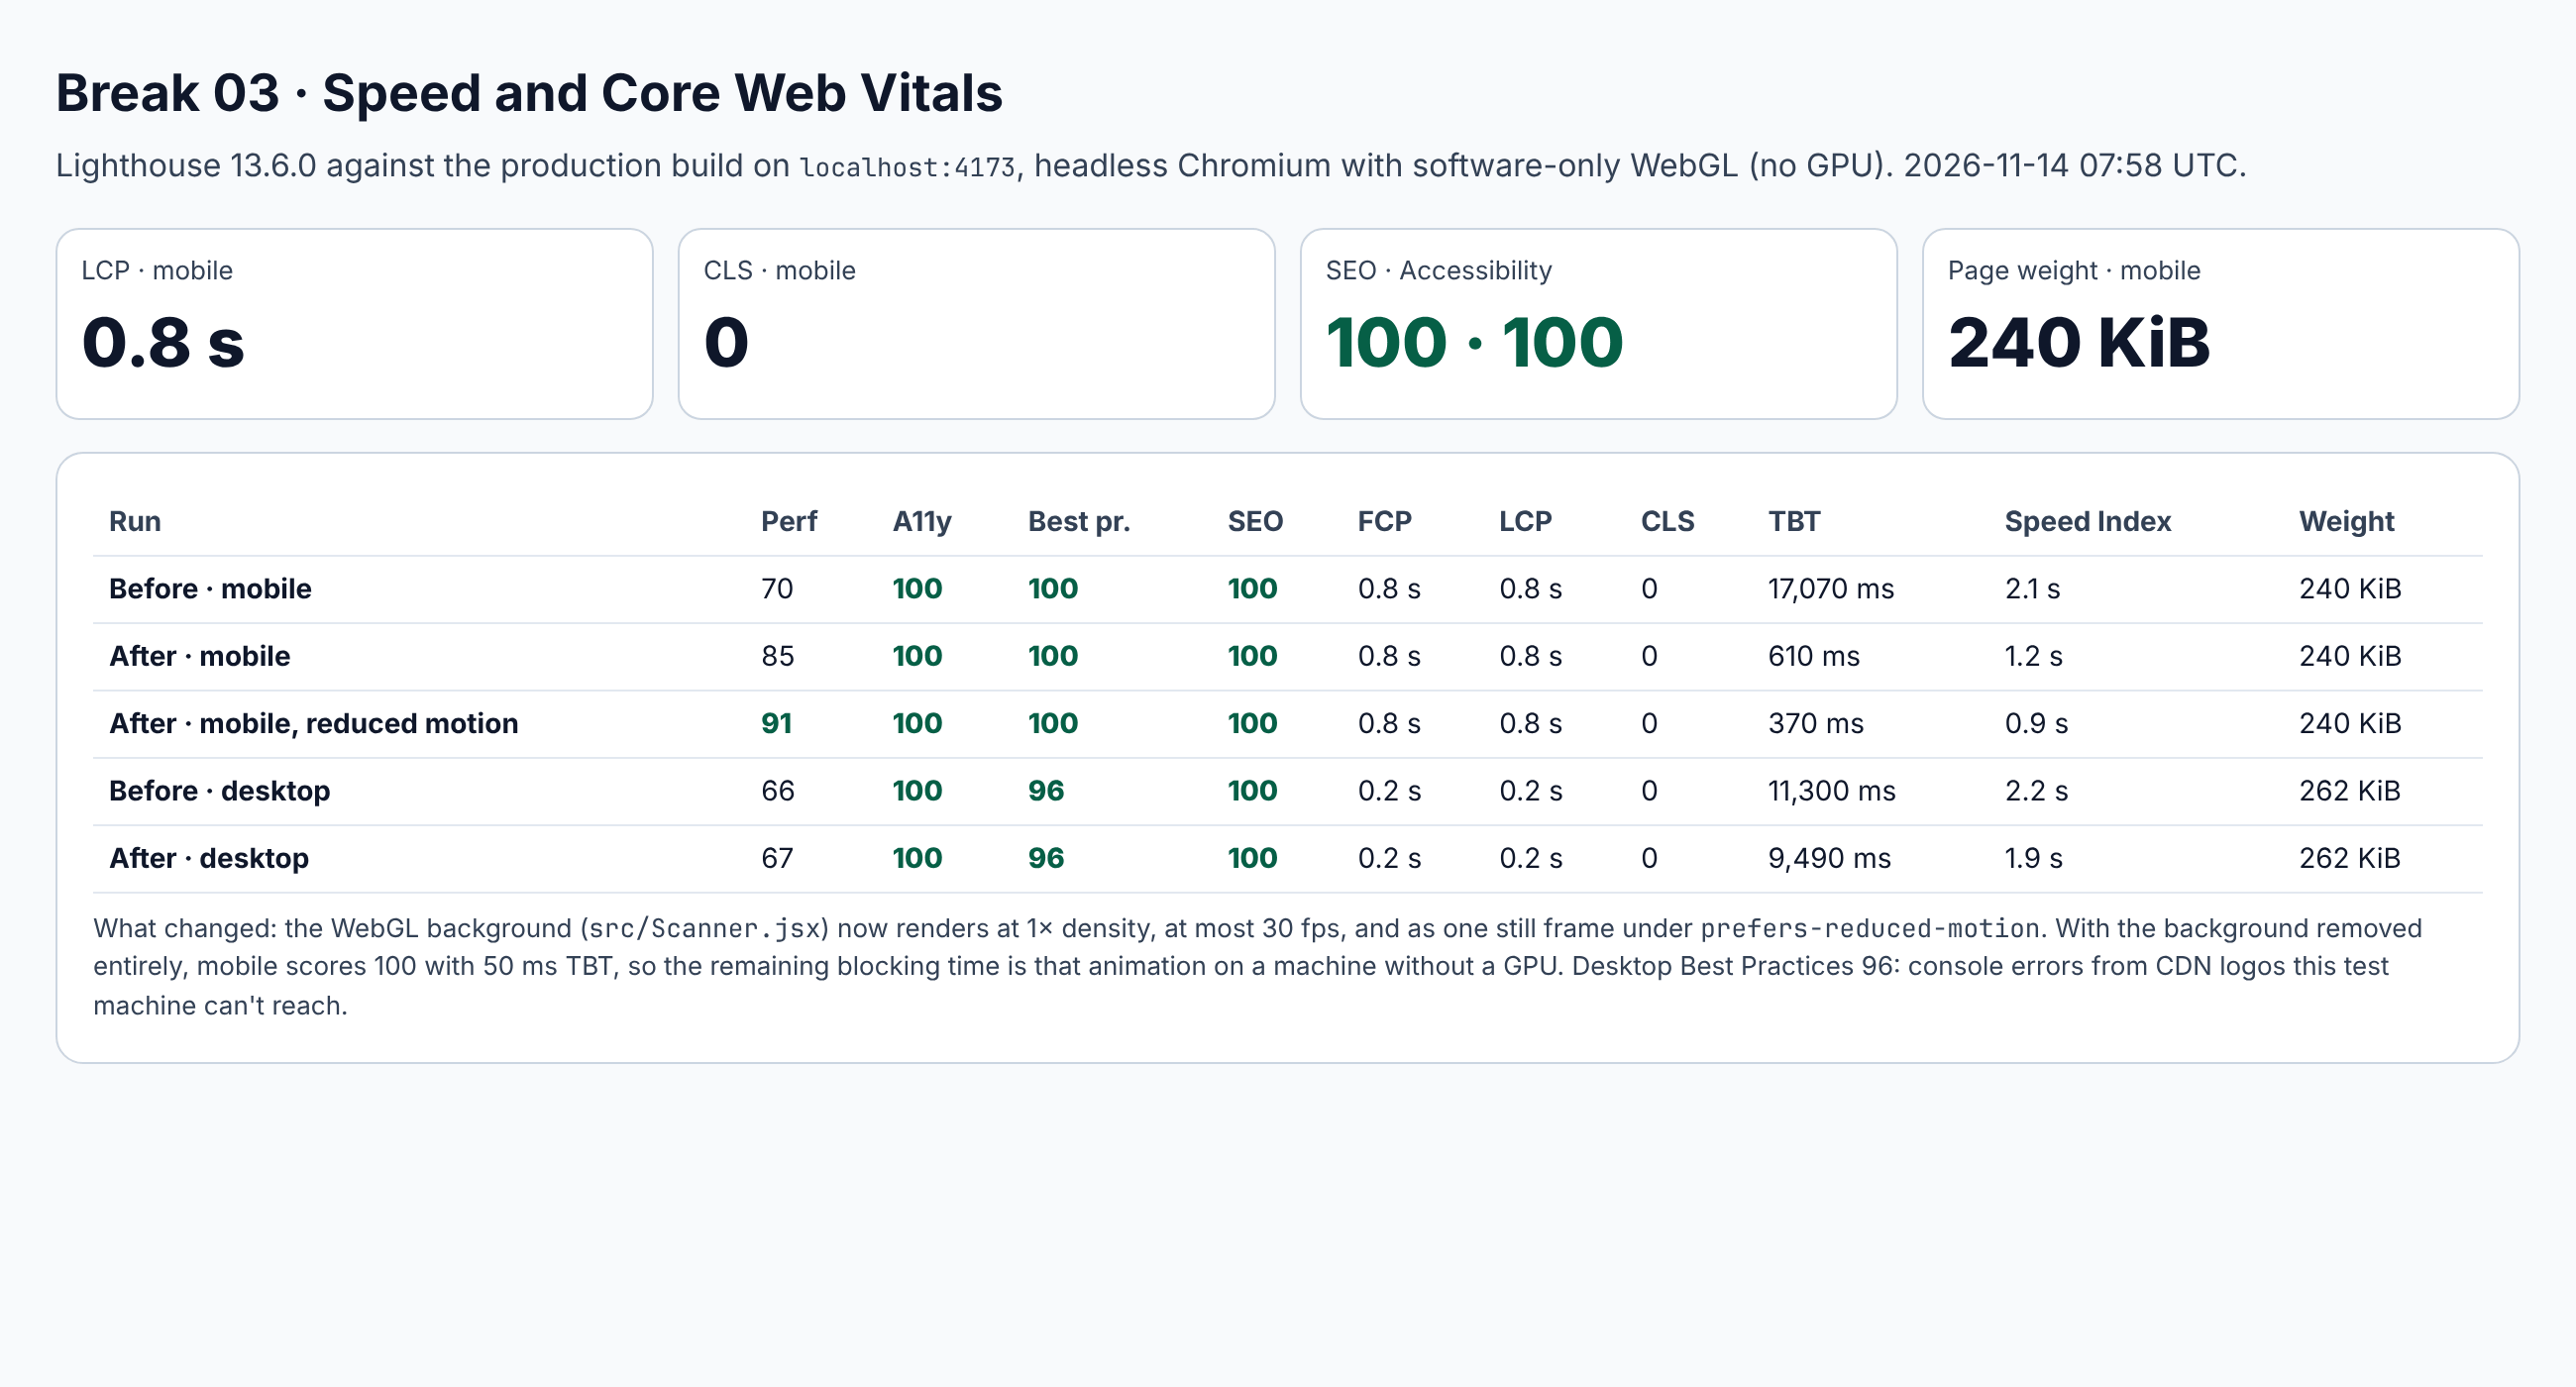 Break 03 · Speed and Core Web Vitals
Lighthouse 13.6.0 against the production build on localhost:4173, headless Chromium with software-only WebGL (no GPU). 2026-11-14 07:58 UTC.
LCP · mobile
0.8 s
CLS · mobile
0
SEO · Accessibility
100 · 100
Page weight · mobile
240 KiB
Run Perf A11y Best pr. SEO FCP LCP CLS TBT Speed Index Weight
Before · mobile 70 100 100 100 0.8 s 0.8 s 0 17,070 ms 2.1 s 240 KiB
After · mobile 85 100 100 100 0.8 s 0.8 s 0 610 ms 1.2 s 240 KiB
After · mobile, reduced motion 91 100 100 100 0.8 s 0.8 s 0 370 ms 0.9 s 240 KiB
Before · desktop 66 100 96 100 0.2 s 0.2 s 0 11,300 ms 2.2 s 262 KiB
After · desktop 67 100 96 100 0.2 s 0.2 s 0 9,490 ms 1.9 s 262 KiB
What changed: the WebGL background (src/Scanner.jsx) now renders at 1× density, at most 30 fps, and as one still frame under prefers-reduced-motion. With the background removed
entirely, mobile scores 100 with 50 ms TBT, so the remaining blocking time is that animation on a machine without a GPU. Desktop Best Practices 96: console errors from CDN logos this test
machine can't reach.